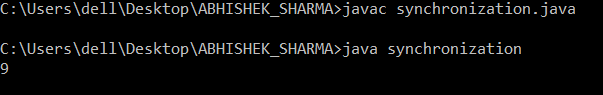 C:\Users\dell\Desktop\ABHISHEK_SHARMA>javac synchronization.java
C:\Users\dell\Desktop\ABHISHEK_SHARMA>java synchronization
9